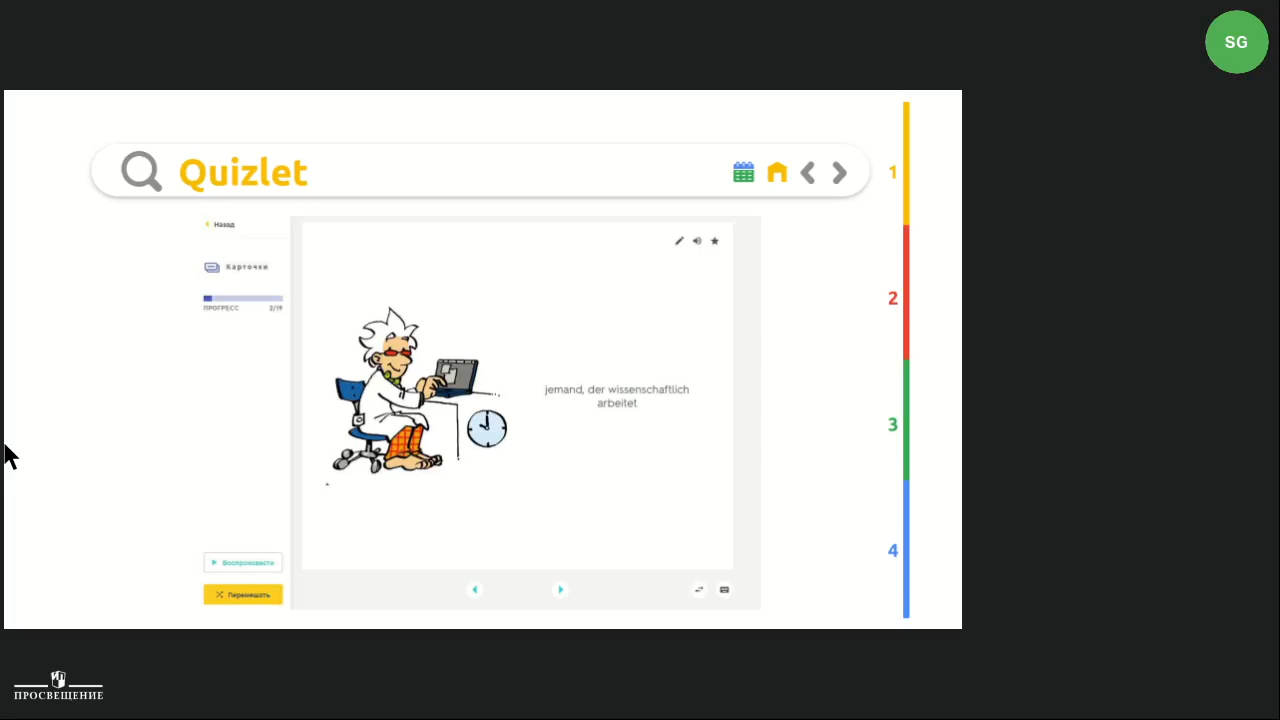 SG
Quizlet
1
Назад
Карточки
ПРОГРЕСС 2/19
2
jemand, der wissenschaftlich
arbeitet
3
4
Воспроизвести
Перемешать
ПРОСВЕЩЕНИЕ